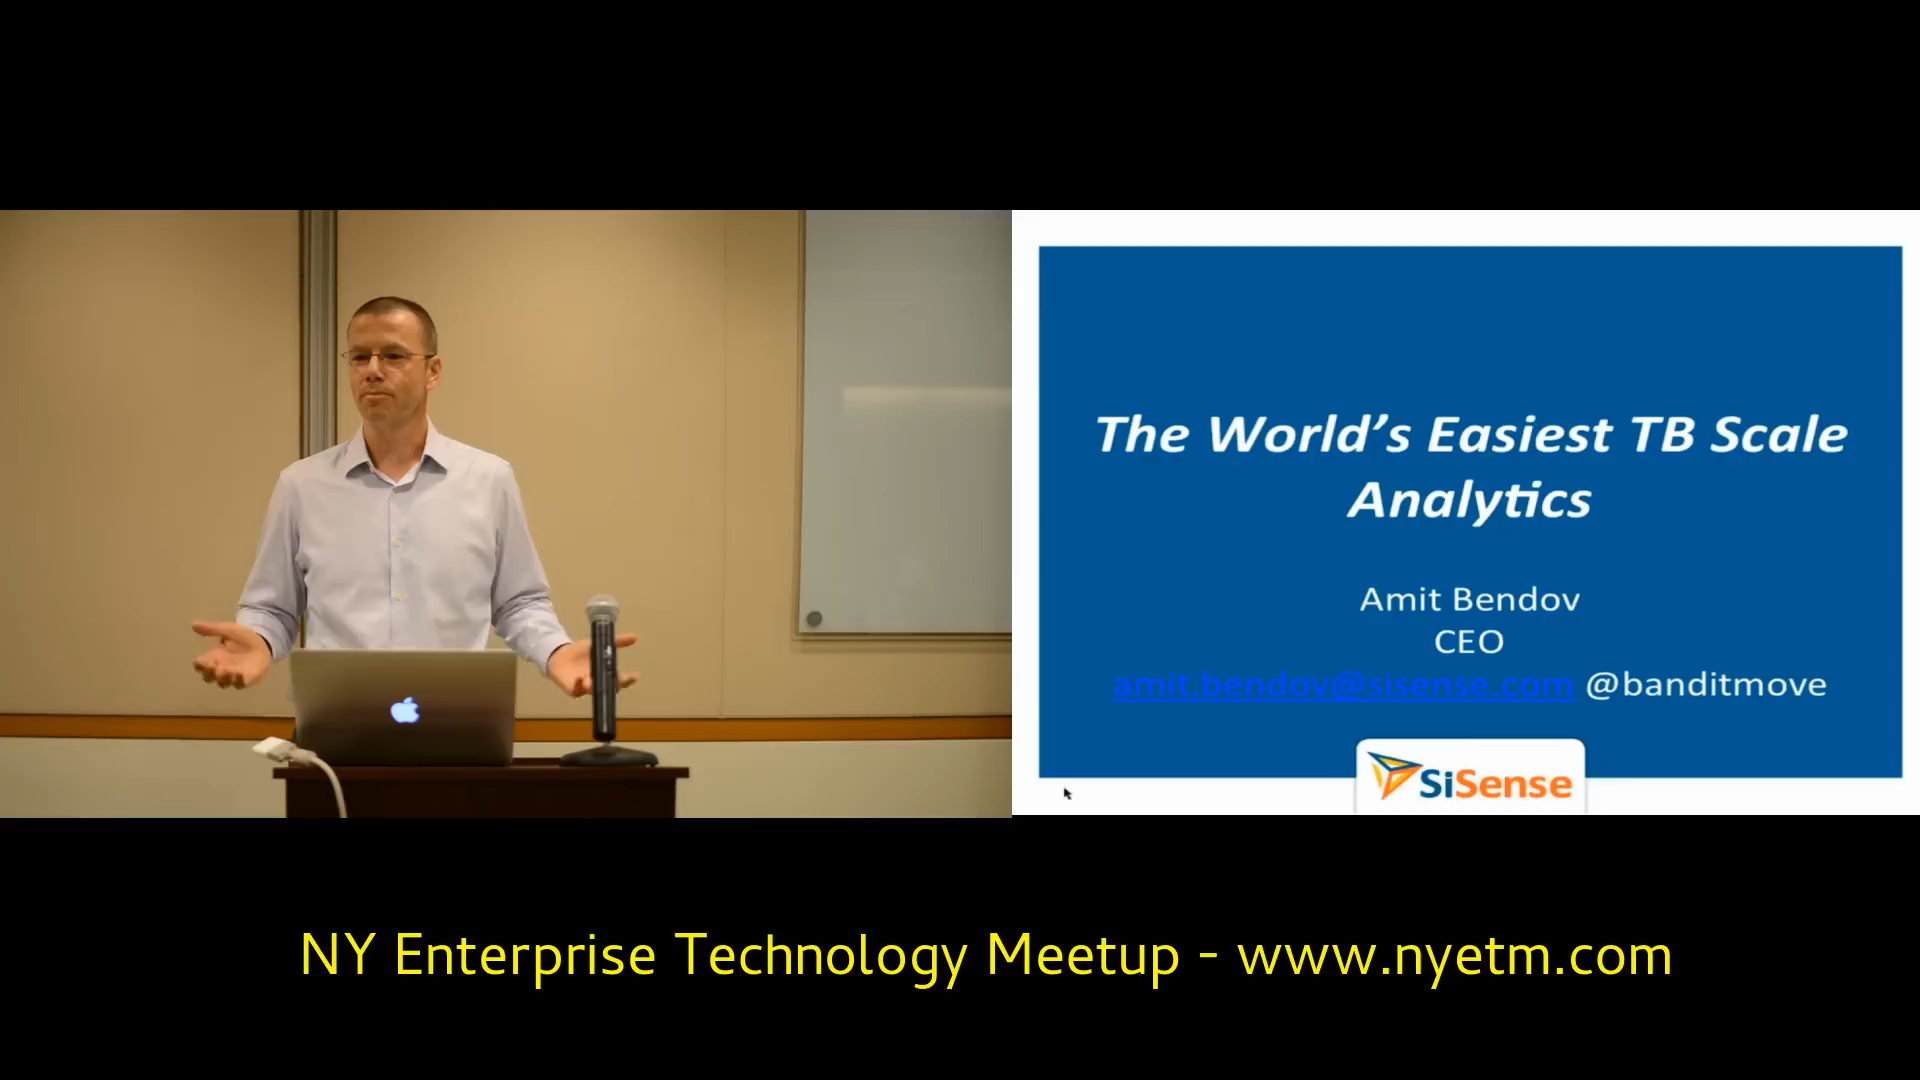 The World's Easiest TB Scale
Analytics
Amit Bendov
CEO
amit.bendov@sisense.com @banditmove
SiSense
NY Enterprise Technology Meetup - www.nyetm.com